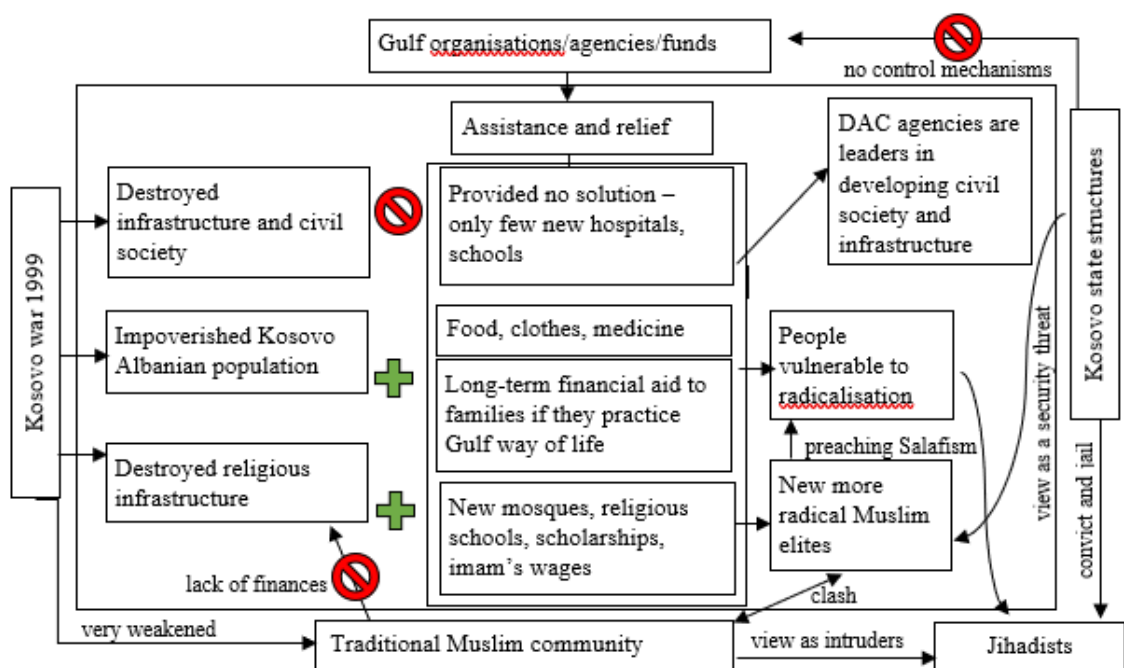 Gulf organisations/agencies/funds
no control mechanisms
Assistance and relief
DAC agencies are
leaders in
developing civil
society and
infrastructure
Kosovo war 1999
Destroyed
infrastructure and civil
society
Provided no solution –
only few new hospitals,
schools
Kosovo state structures
Impoverished Kosovo
Albanian population
Food, clothes, medicine
Long-term financial aid to
families if they practice
Gulf way of life
People
vulnerable to
radicalisation
view as a security threat
preaching Salafism
Destroyed religious
infrastructure
New mosques, religious
schools, scholarships,
imam’s wages
New more
radical Muslim
elites
convict and jail
lack of finances
clash
very weakened
Traditional Muslim community
view as intruders
Jihadists